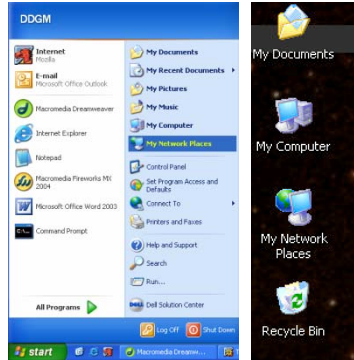 DDGM
Internet
Mozilla
E-mail
Microsoft Office Outlook
Macromedia Dreamweaver
Internet Explorer
Notepad
Macromedia Fireworks MX
2004
Microsoft Office Word 2003
Command Prompt
All Programs
My Documents
My Recent Documents
My Pictures
My Music
My Computer
My Network Places
Control Panel
Set Program Access and
Defaults
Connect To
Printers and Faxes
Help and Support
Search
Run...
Dell Solution Center
Log Off
Shut Down
start
Macromedia Dreamw...
My Documents
My Computer
My Network
Places
Recycle Bin